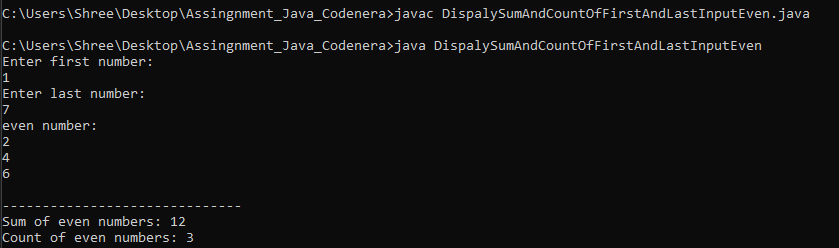 C:\Users\Shree\Desktop\Assingnment_Java_Codenera>javac DispalySumAndCountOfFirstAndLastInputEven.java
C:\Users\Shree\Desktop\Assingnment_Java_Codenera>java DispalySumAndCountOfFirstAndLastInputEven
Enter first number:
1
Enter last number:
7
even number:
2
4
6
------------------------------
Sum of even numbers: 12
Count of even numbers: 3